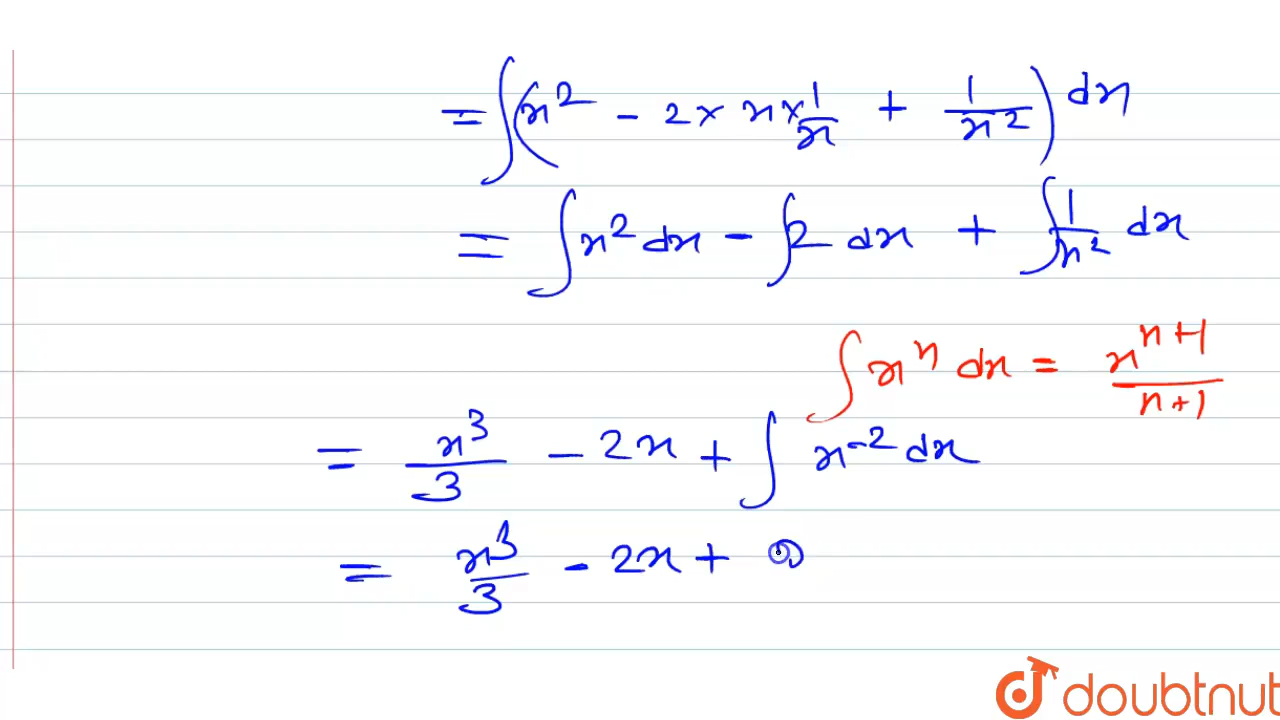 = ∫(x² - 2 × x × 1/x + 1/x²) dx
= ∫x² dx - ∫2 dx + ∫1/x² dx
∫xⁿ dx = xⁿ⁺¹/(n+1)
= x³/3 - 2x + ∫x⁻² dx
= x³/3 - 2x +
doubtnut